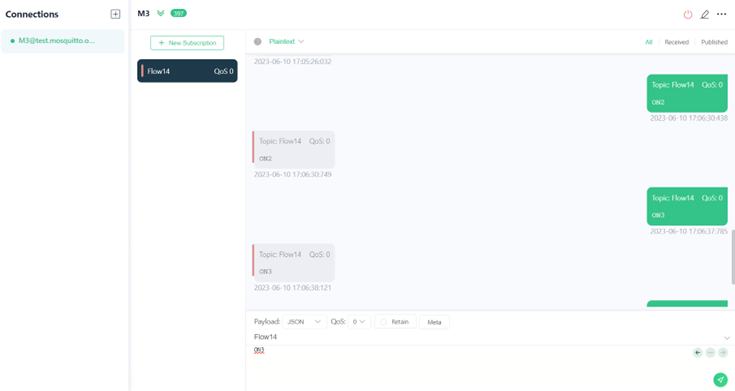 Connections
M3 197
M3@test.mosquitto.o...
+ New Subscription
Plaintext
All Received Published
Flow14 QoS 0
2023-06-10 17:05:26:032
Topic: Flow14 QoS: 0
ON2
2023-06-10 17:06:30:438
Topic: Flow14 QoS: 0
ON2
2023-06-10 17:06:30:749
Topic: Flow14 QoS: 0
ON3
2023-06-10 17:06:37:785
Topic: Flow14 QoS: 0
ON3
2023-06-10 17:06:38:121
Payload: JSON QoS: 0 Retain Meta
Flow14
ON3